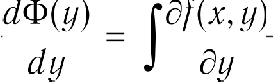 dΦ(y)/dy = ∫∂f(x, y)/∂y